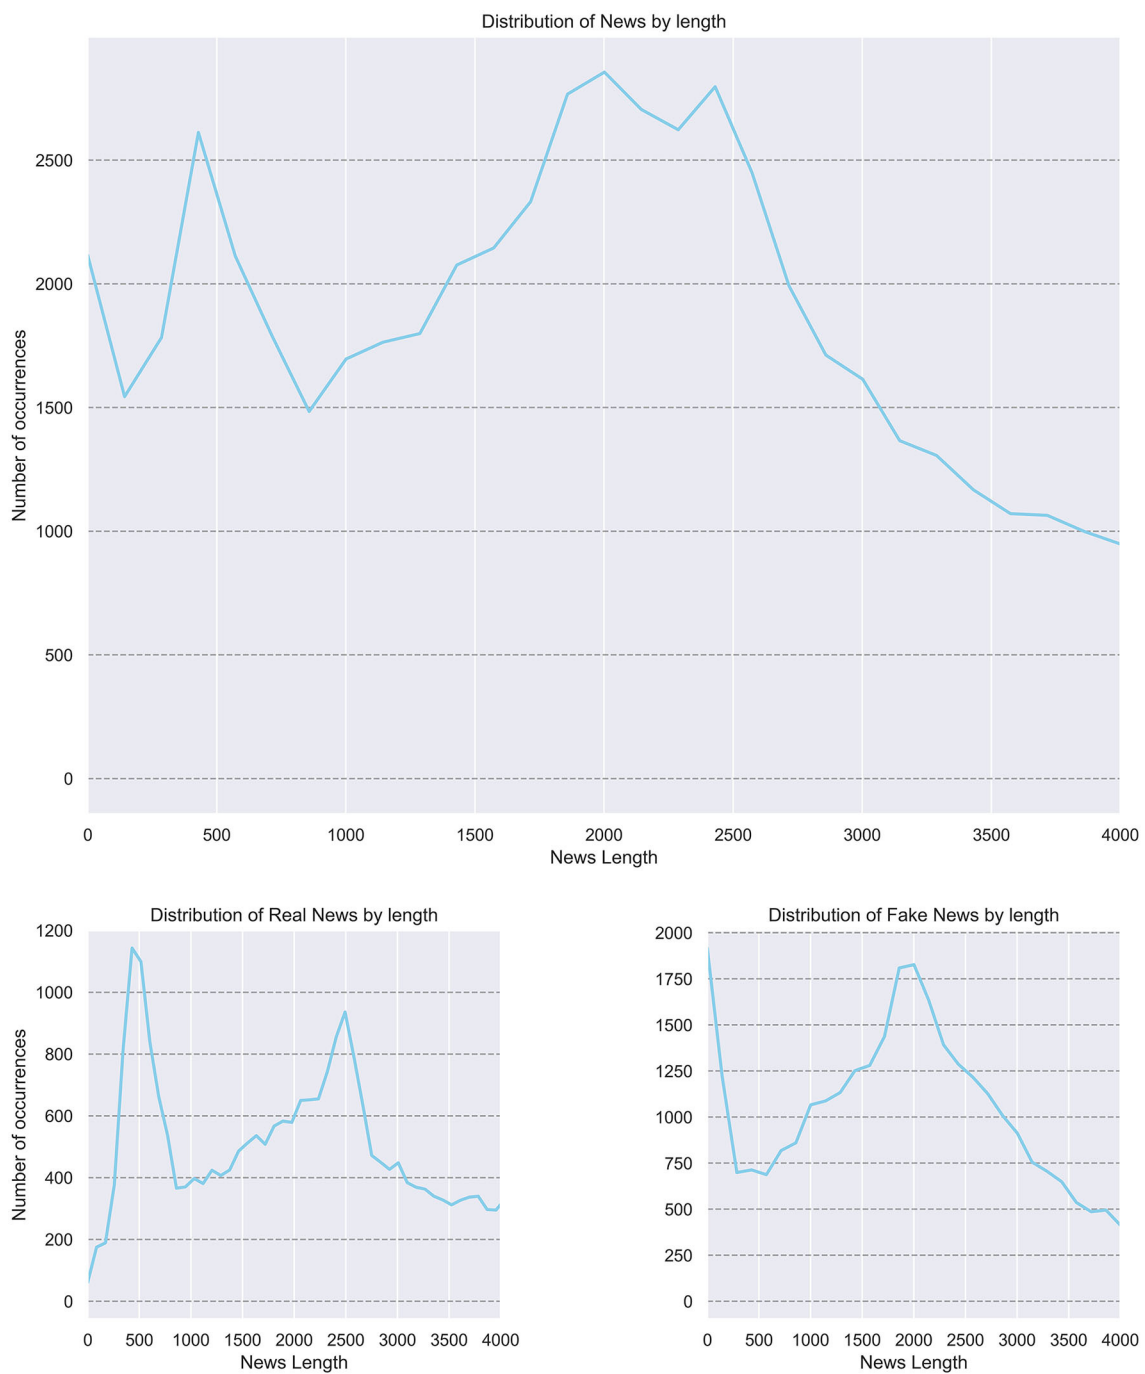 Distribution of News by length
Number of occurrences
2500
2000
1500
1000
500
0
0 500 1000 1500 2000 2500 3000 3500 4000
News Length
Distribution of Real News by length
Number of occurrences
1200
1000
800
600
400
200
0
0 500 1000 1500 2000 2500 3000 3500 4000
News Length
Distribution of Fake News by length
2000
1750
1500
1250
1000
750
500
250
0
0 500 1000 1500 2000 2500 3000 3500 4000
News Length